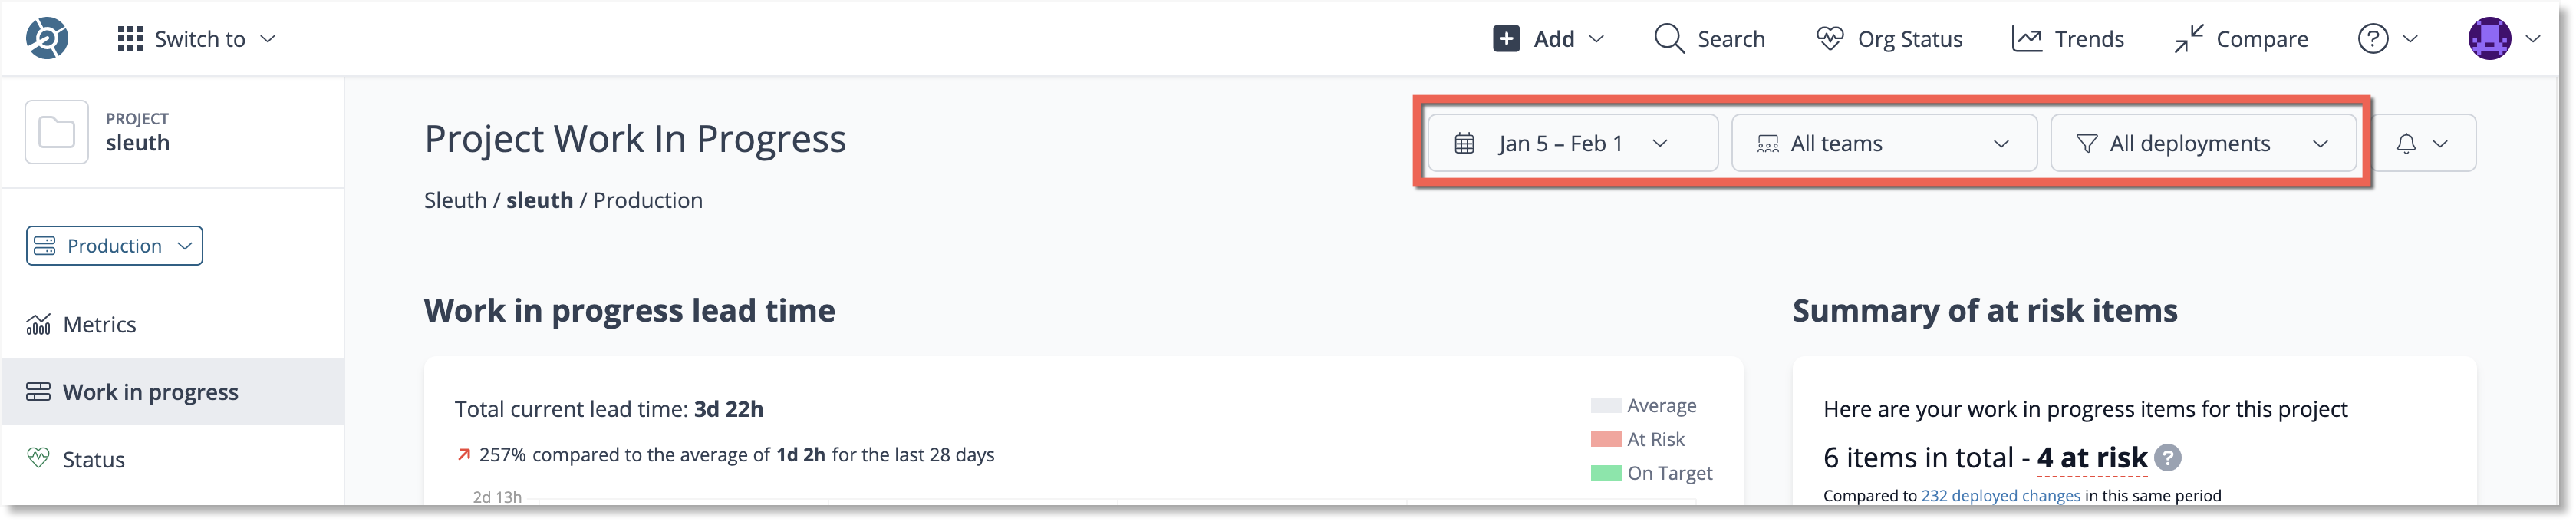 Switch to
Add
Search
Org Status
Trends
Compare
PROJECT
sleuth
Production
Metrics
Work in progress
Status
Project Work In Progress
Jan 5 – Feb 1
All teams
All deployments
Sleuth / sleuth / Production
Work in progress lead time
Total current lead time: 3d 22h
257% compared to the average of 1d 2h for the last 28 days
Average
At Risk
On Target
2d 13h
Summary of at risk items
Here are your work in progress items for this project
6 items in total - 4 at risk ?
Compared to 232 deployed changes in this same period